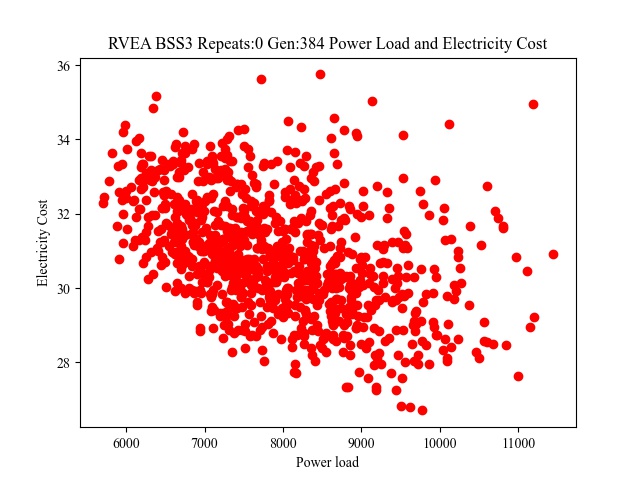 RVEA BSS3 Repeats:0 Gen:384 Power Load and Electricity Cost
36
34
32
30
28
Electricity Cost
6000 7000 8000 9000 10000 11000
Power load